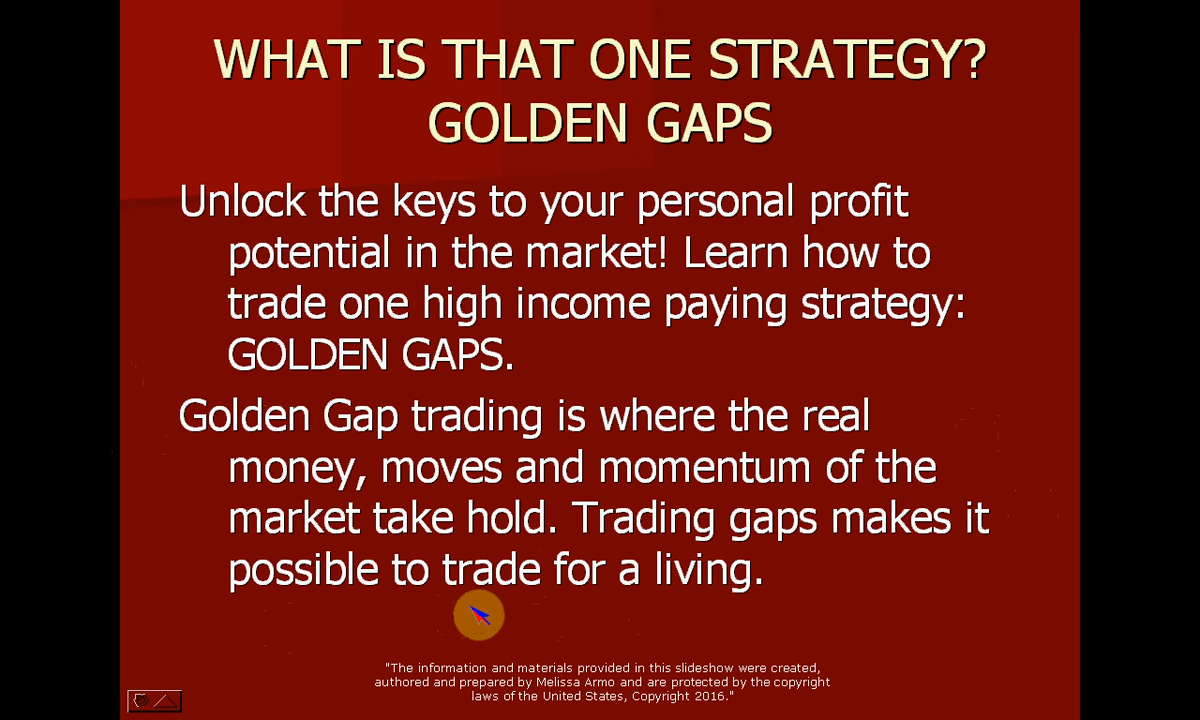 WHAT IS THAT ONE STRATEGY?
GOLDEN GAPS
Unlock the keys to your personal profit
potential in the market! Learn how to
trade one high income paying strategy:
GOLDEN GAPS.
Golden Gap trading is where the real
money, moves and momentum of the
market take hold. Trading gaps makes it
possible to trade for a living.
"The information and materials provided in this slideshow were created,
authored and prepared by Melissa Armo and are protected by the copyright
laws of the United States, Copyright 2016."